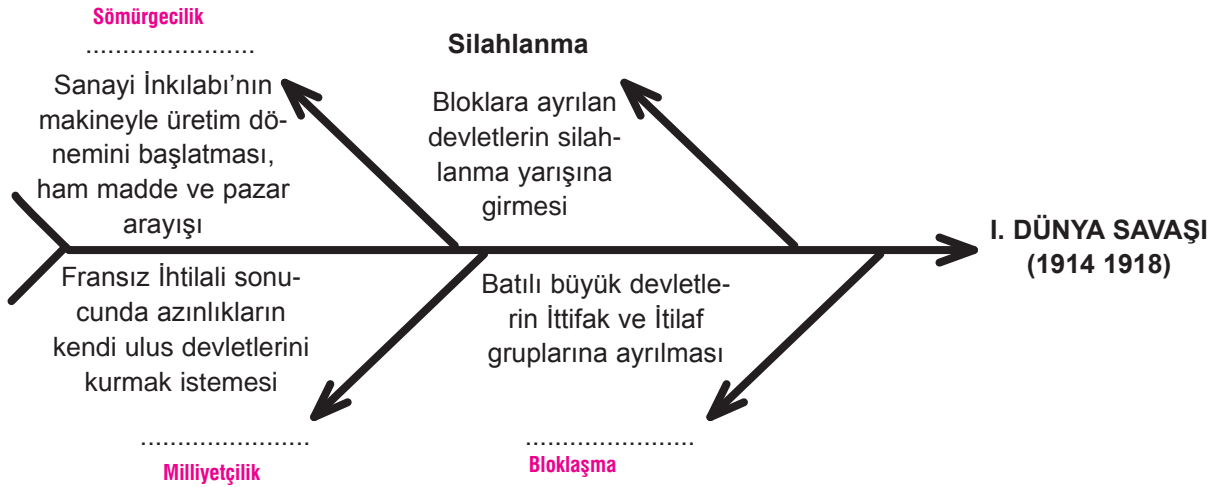 Sömürgecilik
.......................
Sanayi İnkılabı’nın
makineyle üretim dö-
nemini başlatması,
ham madde ve pazar
arayışı
Silahlanma
Bloklara ayrılan
devletlerin silah-
lanma yarışına
girmesi
I. DÜNYA SAVAŞI
(1914 1918)
Fransız İhtilali sonu-
cunda azınlıkların
kendi ulus devletlerini
kurmak istemesi
.......................
Milliyetçilik
Batılı büyük devletle-
rin İttifak ve İtilaf
gruplarına ayrılması
.......................
Bloklaşma